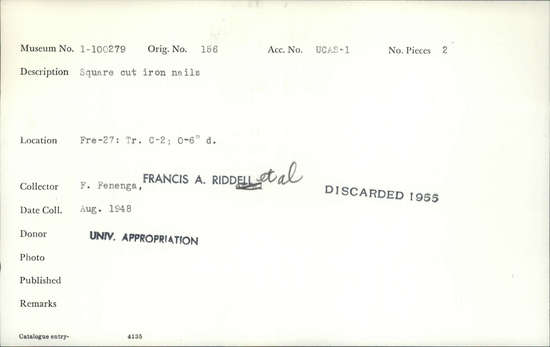 Museum No. 1-100279 Orig. No. 156 Acc. No. UCAS-1 No. Pieces 2
Description Square cut iron nails
Location Fre-27: Tr. C-2; 0-6" d.
Collector F. Fenenga, FRANCIS A. RIDDELL et al
DISCARDED 1955
Date Coll. Aug. 1948
Donor UNIV. APPROPRIATION
Photo
Published
Remarks
Catalogue entry- 4135